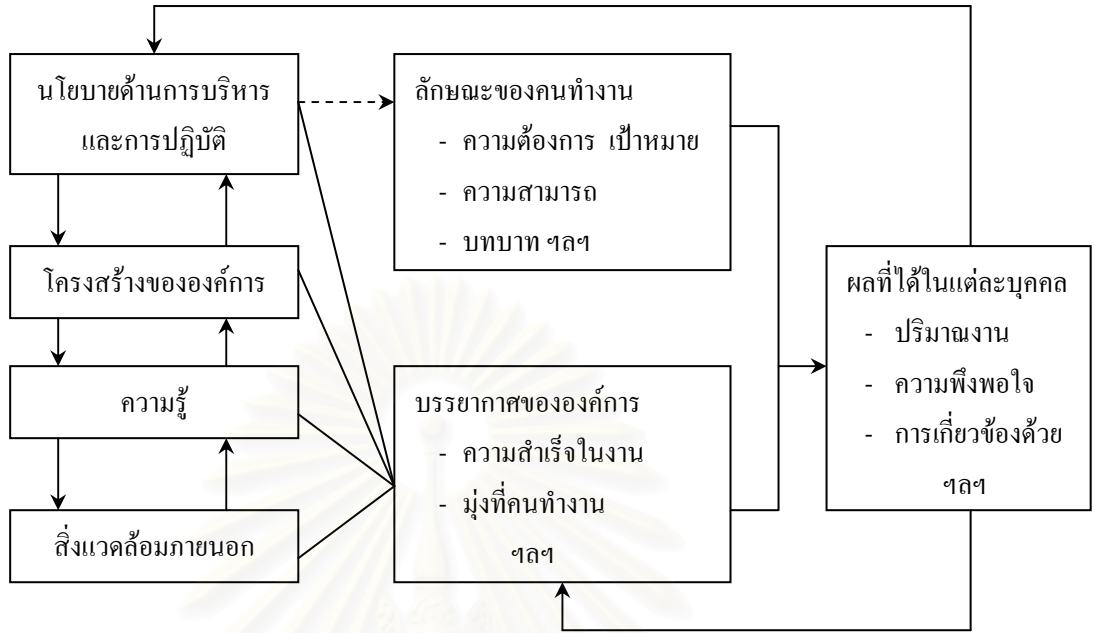 นโยบายด้านการบริหาร
และการปฏิบัติ
โครงสร้างขององค์การ
ความรู้
สิ่งแวดล้อมภายนอก
ลักษณะของคนทำงาน
- ความต้องการ เป้าหมาย
- ความสามารถ
- บทบาท ฯลฯ
บรรยากาศขององค์การ
- ความสำเร็จในงาน
- มุ่งที่คนทำงาน
ฯลฯ
ผลที่ได้ในแต่ละบุคคล
- ปริมาณงาน
- ความพึงพอใจ
- การเกี่ยวข้องด้วย
ฯลฯ